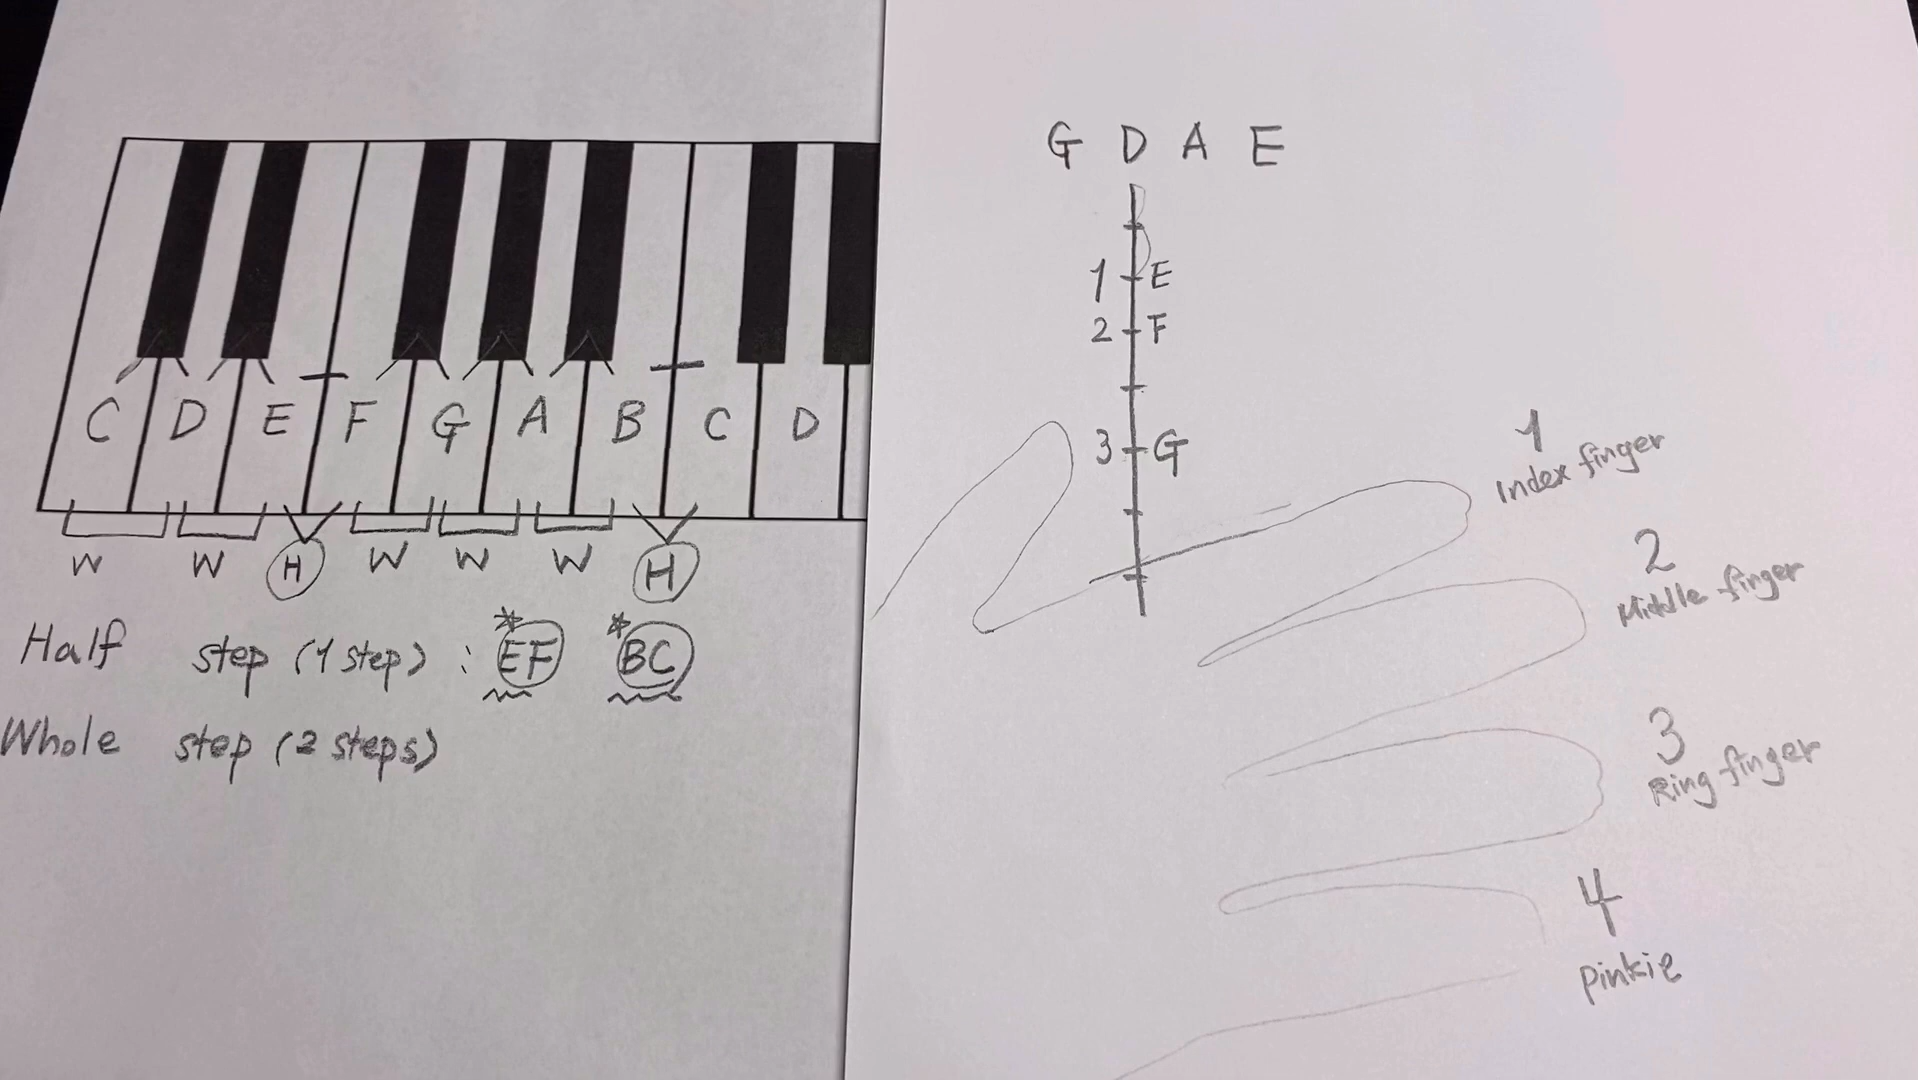 C D E F G A B C D
W W H W W W H
Half step (1 step) : *EF *BC
Whole step (2 steps)
G D A E
1 E
2 F
3 G
1
Index finger
2
Middle finger
3
Ring finger
4
Pinkie